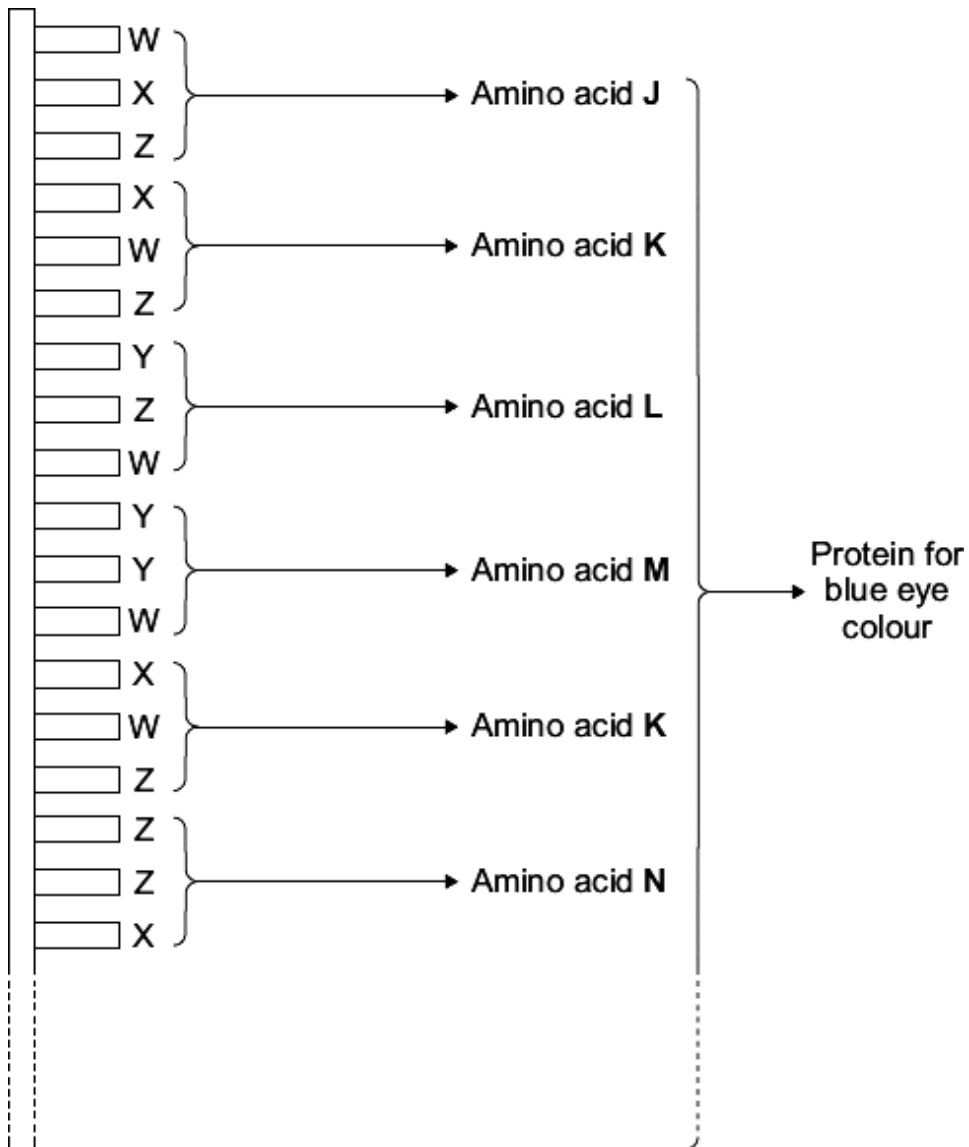 W
X
Amino acid J
Z
X
W
Amino acid K
Z
Y
Z
Amino acid L
W
Y
Y
Amino acid M
W
X
W
Amino acid K
Z
Z
Z
Amino acid N
X
Protein for
blue eye
colour